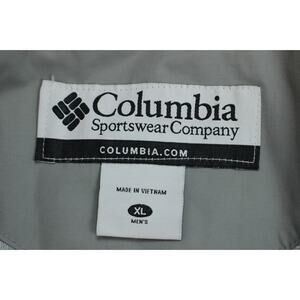 Columbia
Sportswear Company
COLUMBIA.COM
MADE IN VIETNAM
XL
MEN'S